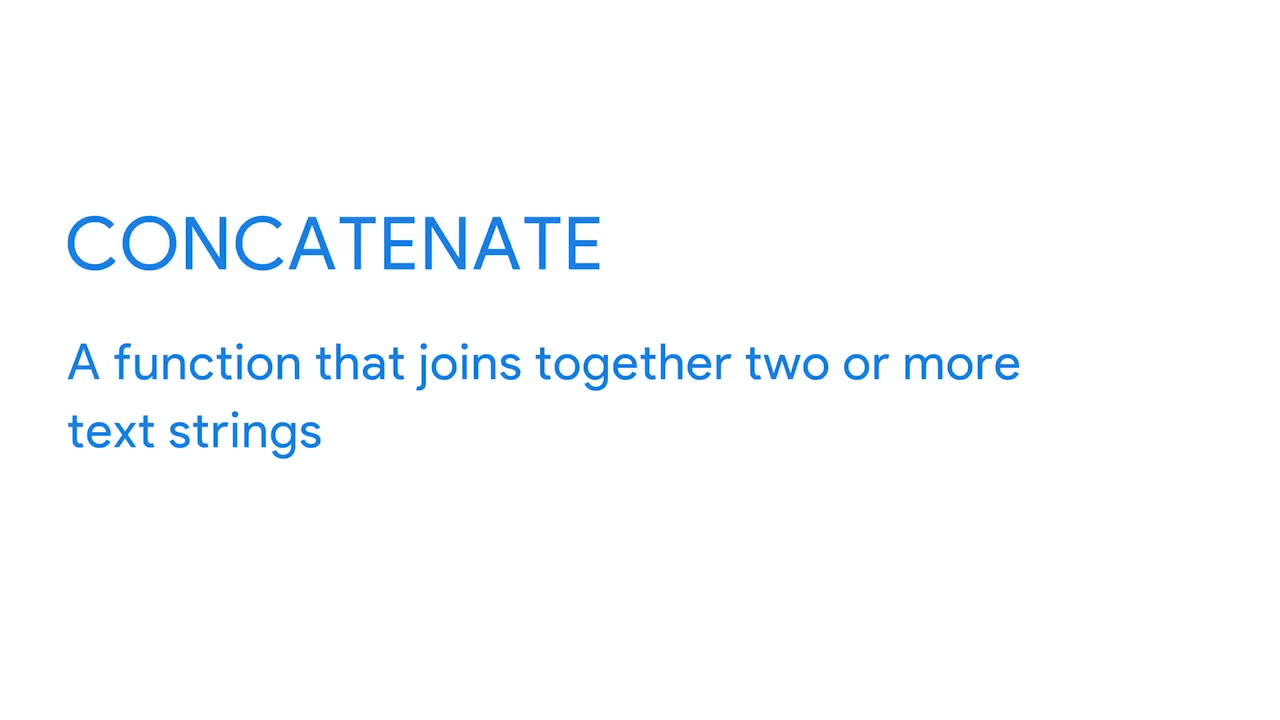 CONCATENATE
A function that joins together two or more
text strings